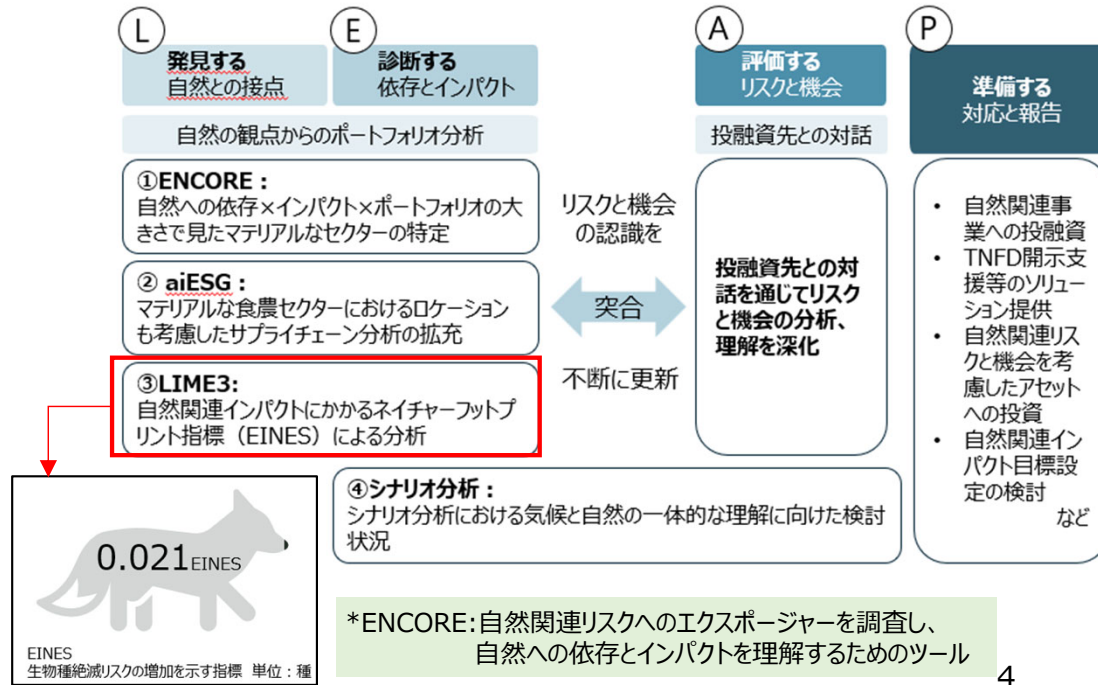 L
発見する
自然との接点
E
診断する
依存とインパクト
A
評価する
リスクと機会
P
準備する
対応と報告
自然の観点からのポートフォリオ分析
投融資先との対話
①ENCORE：
自然への依存×インパクト×ポートフォリオの大
きさで見たマテリアルなセクターの特定
② aiESG：
マテリアルな食農セクターにおけるロケーション
も考慮したサプライチェーン分析の拡充
③LIME3:
自然関連インパクトにかかるネイチャーフットプ
リント指標（EINES）による分析
リスクと機会
の認識を
突合
不断に更新
投融資先との対
話を通じてリスク
と機会の分析、
理解を深化
• 自然関連事
業への投融資
• TNFD開示支
援等のソリュー
ション提供
• 自然関連リス
クと機会を考
慮したアセット
への投資
• 自然関連イン
パクト目標設
定の検討
など
④シナリオ分析：
シナリオ分析における気候と自然の一体的な理解に向けた検討
状況
0.021EINES
EINES
生物種絶滅リスクの増加を示す指標 単位：種
*ENCORE:自然関連リスクへのエクスポージャーを調査し、
自然への依存とインパクトを理解するためのツール
4